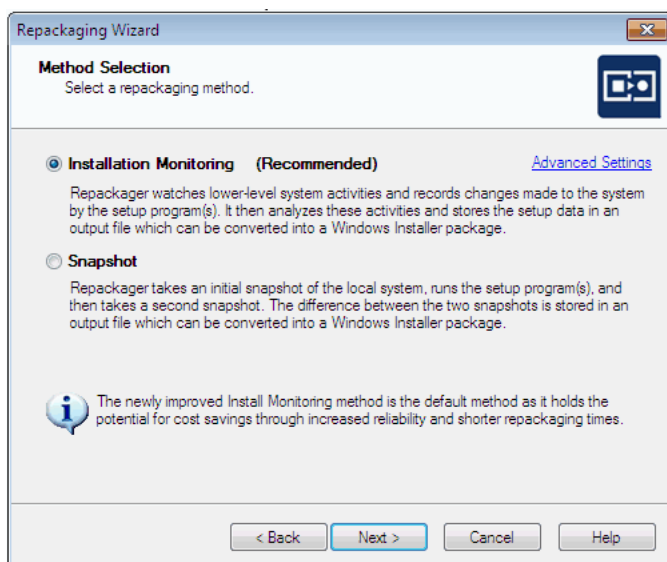 Repackaging Wizard
Method Selection
Select a repackaging method.
Installation Monitoring (Recommended)
Advanced Settings
Repackager watches lower-level system activities and records changes made to the system
by the setup program(s). It then analyzes these activities and stores the setup data in an
output file which can be converted into a Windows Installer package.
Snapshot
Repackager takes an initial snapshot of the local system, runs the setup program(s), and
then takes a second snapshot. The difference between the two snapshots is stored in an
output file which can be converted into a Windows Installer package.
The newly improved Install Monitoring method is the default method as it holds the
potential for cost savings through increased reliability and shorter repackaging times.
< Back
Next >
Cancel
Help